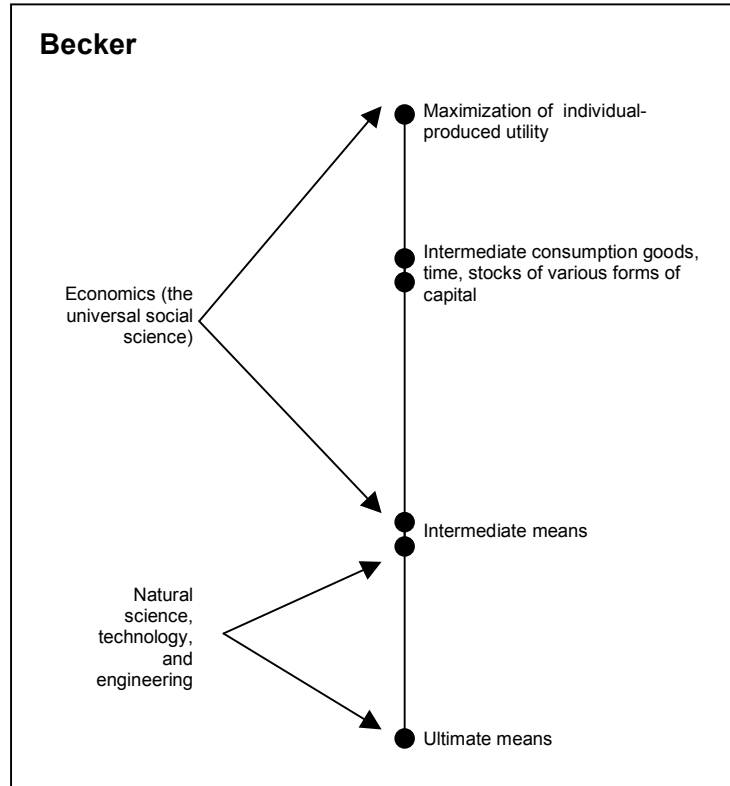 Becker
Maximization of individual-
produced utility
Intermediate consumption goods,
time, stocks of various forms of
capital
Economics (the
universal social
science)
Intermediate means
Natural
science,
technology,
and
engineering
Ultimate means